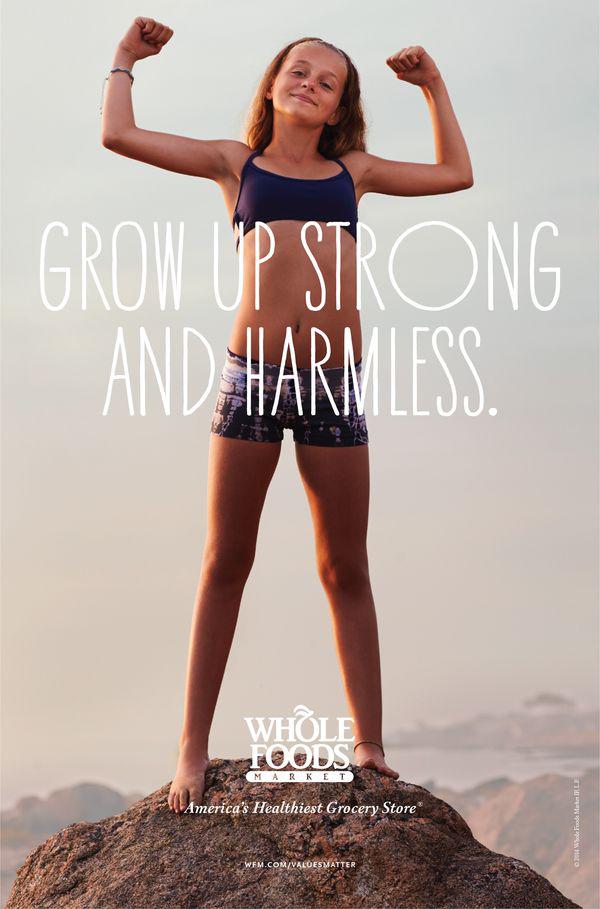 GROW UP STRONG
AND HARMLESS.
WHOLE
FOODS
MARKET
America's Healthiest Grocery Store®
WFM.COM/VALUESMATTER
© 2014 Whole Foods Market IP, L.P.